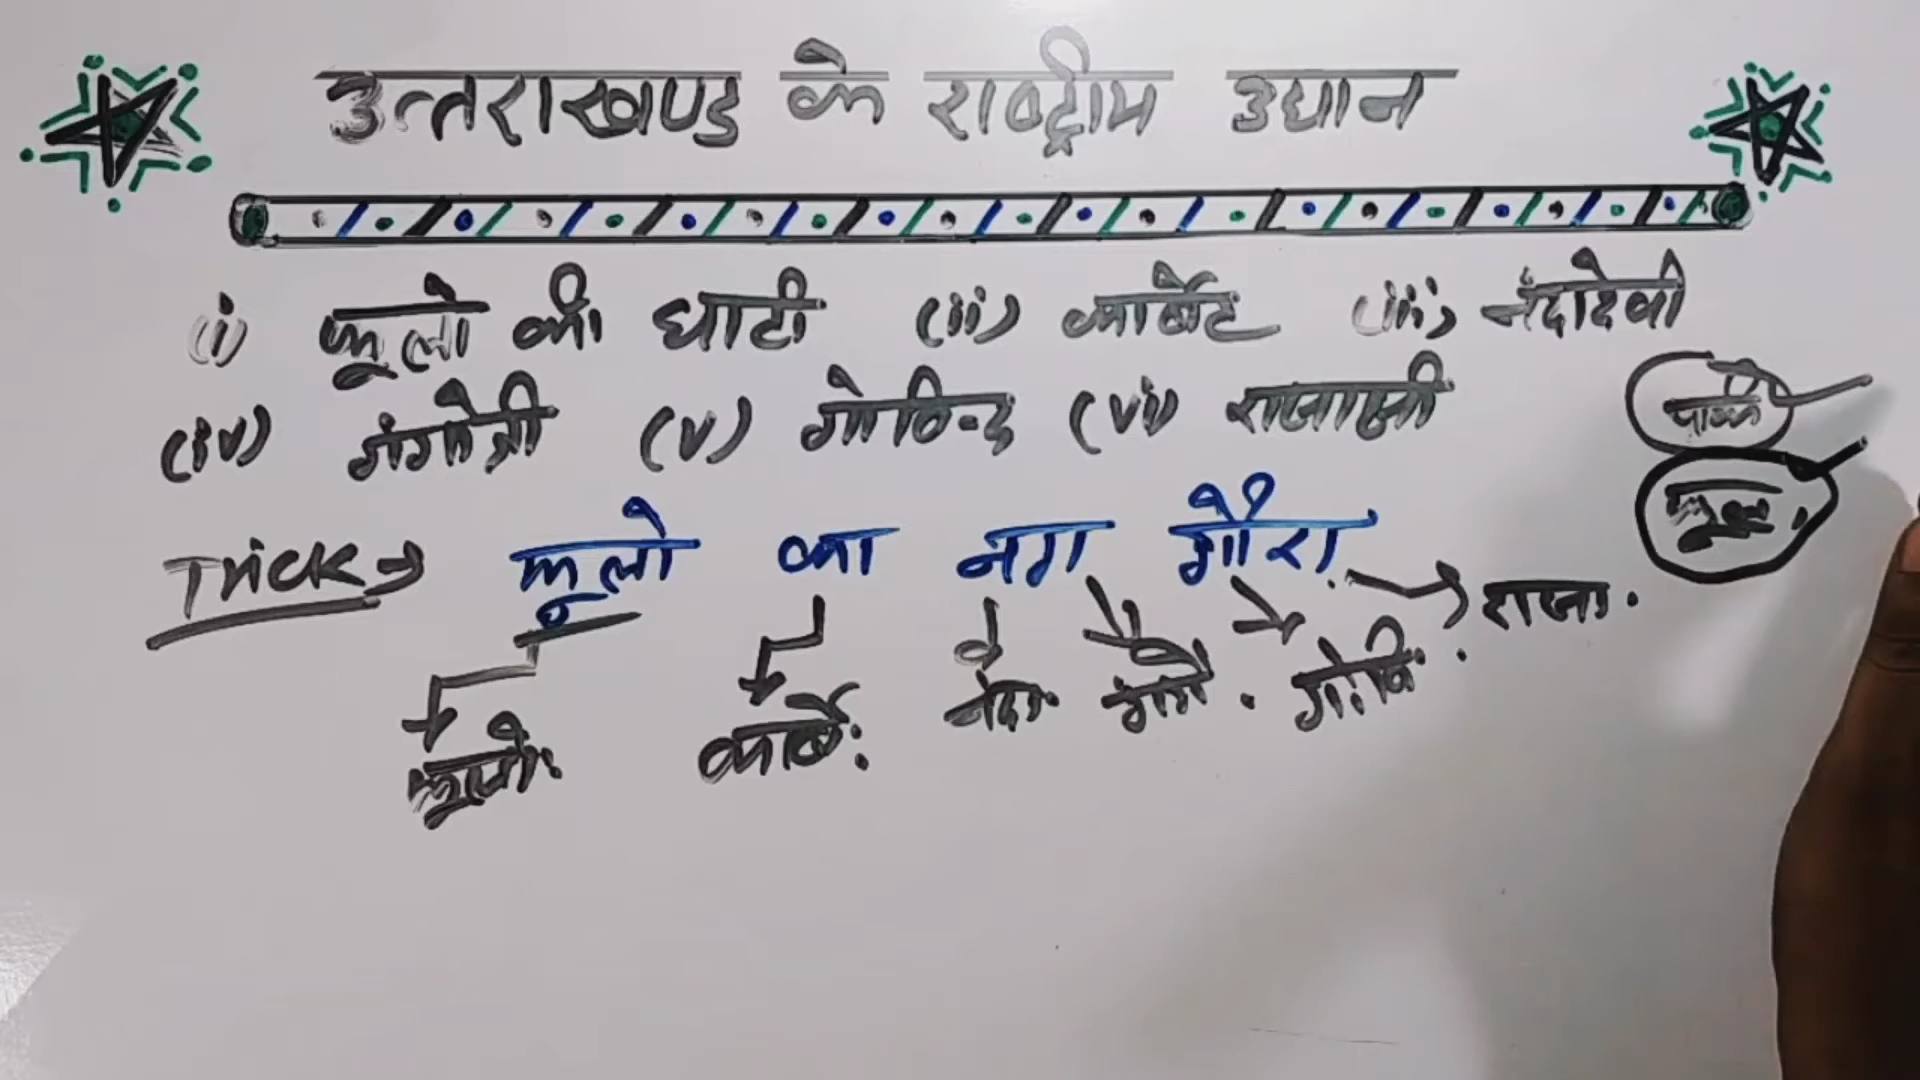 उत्तराखण्ड के राष्ट्रीय उद्यान
(i) फूलो की घाटी (ii) कार्बेट (iii) नंदादेवी
(iv) गंगोत्री (v) गोविन्द (vi) राजाजी
पार्क
Trick → फूलो का नग गौरा → राजा.
फूलो. कार्बे. नंदा. गंगो. गोवि.